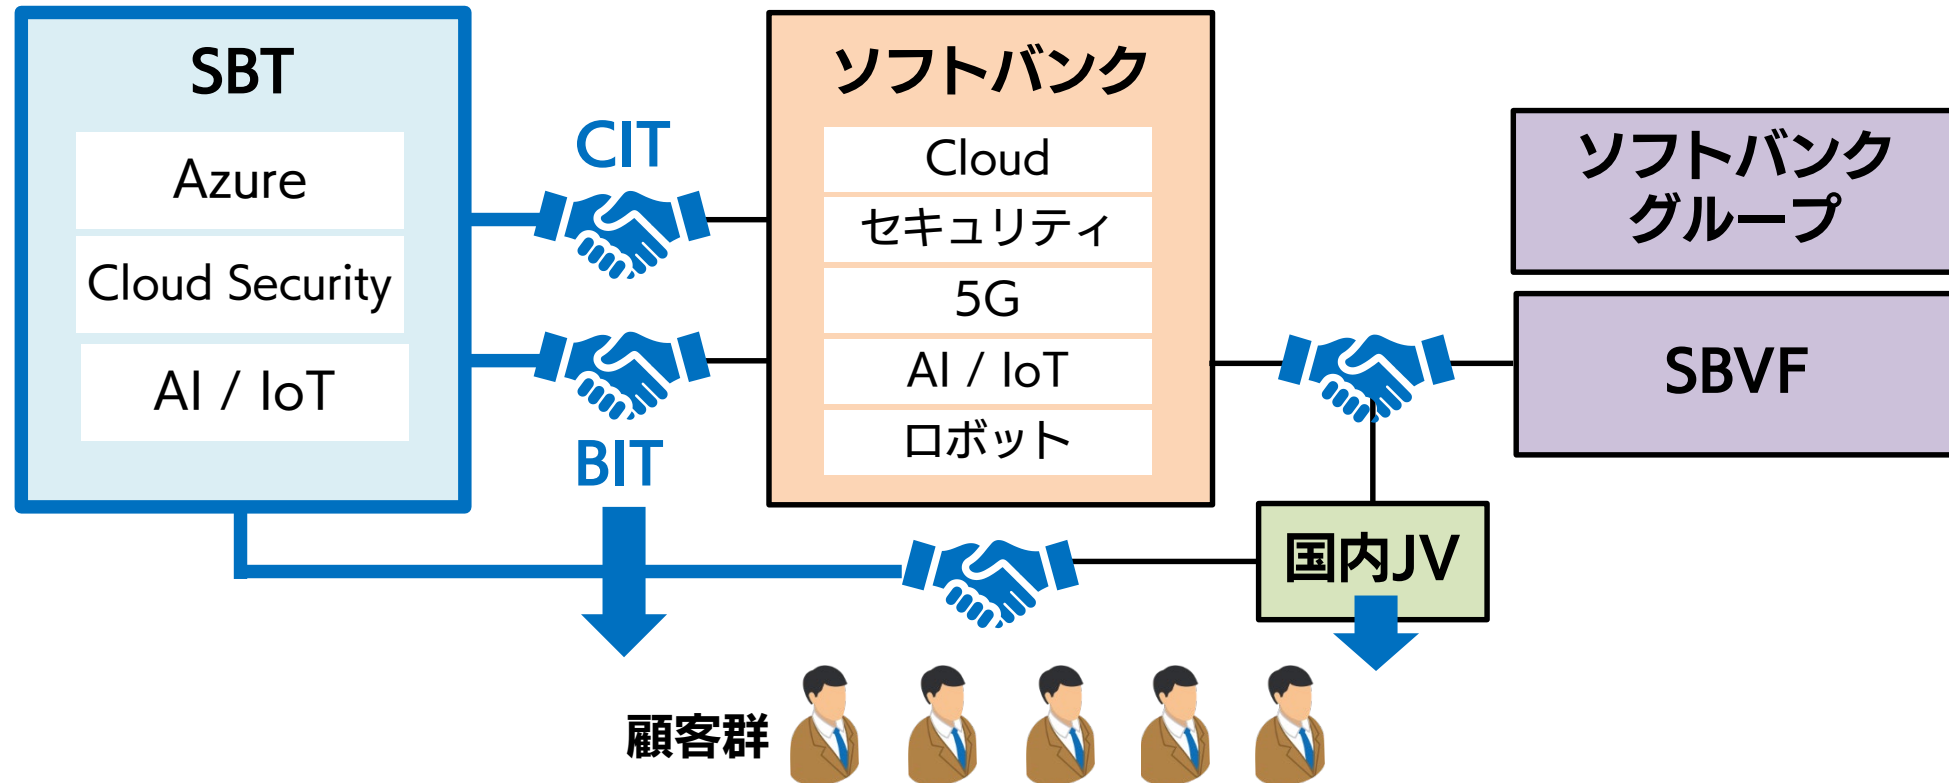 SBT
Azure
Cloud Security
AI / IoT
CIT
BIT
ソフトバンク
Cloud
セキュリティ
5G
AI / IoT
ロボット
ソフトバンク
グループ
SBVF
国内JV
顧客群